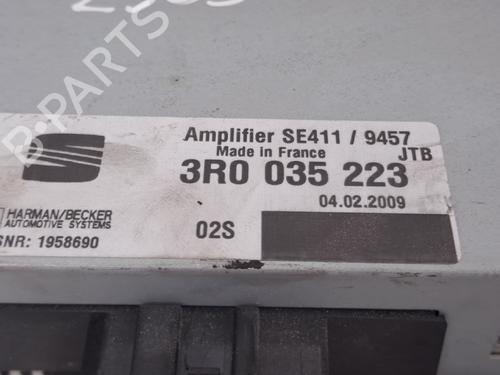 Amplifier SE411 / 9457
Made in France
JTB
3R0 035 223
04.02.2009
HARMAN/BECKER
AUTOMOTIVE SYSTEMS
SNR: 1958690
02S
B-PARTS